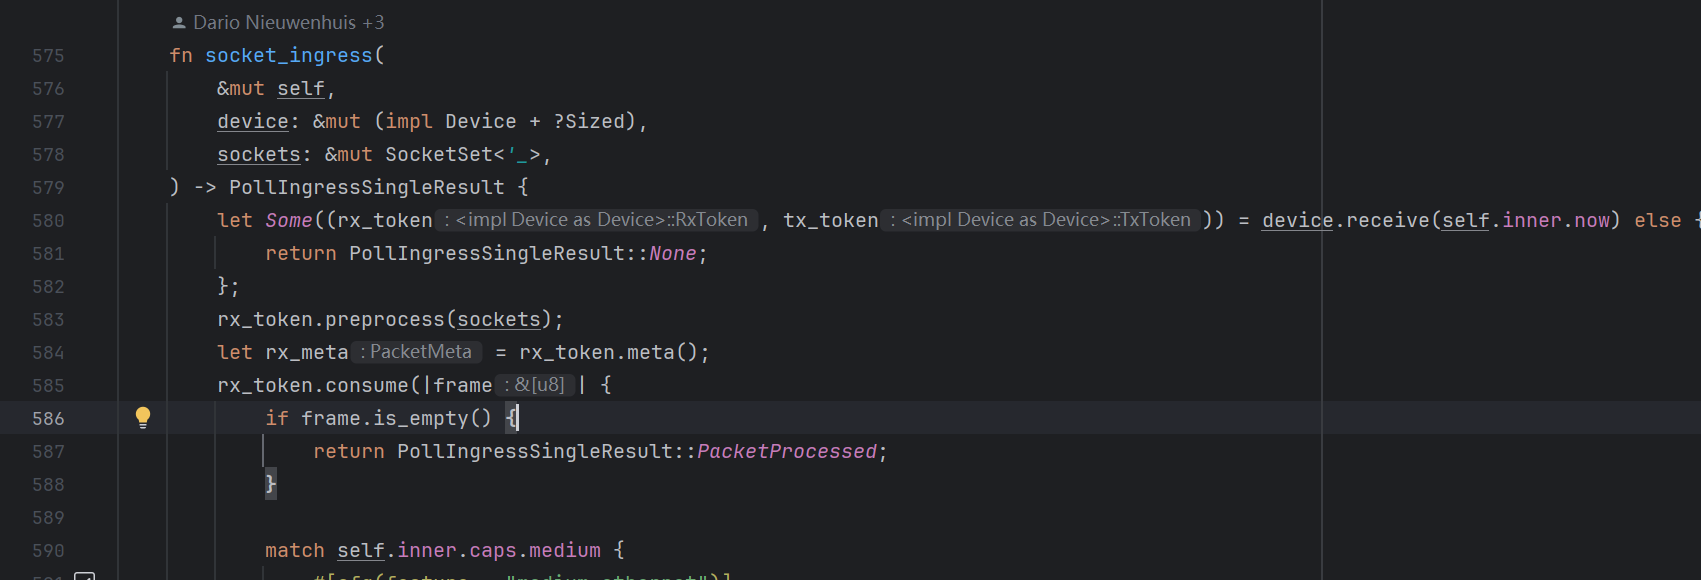 Dario Nieuwenhuis +3
575 fn socket_ingress(
576 &mut self,
577 device: &mut (impl Device + ?Sized),
578 sockets: &mut SocketSet<'_>,
579 ) -> PollIngressSingleResult {
580 let Some((rx_token : <impl Device as Device>::RxToken , tx_token : <impl Device as Device>::TxToken )) = device.receive(self.inner.now) else {
581 return PollIngressSingleResult::None;
582 };
583 rx_token.preprocess(sockets);
584 let rx_meta : PacketMeta = rx_token.meta();
585 rx_token.consume(|frame : &[u8] | {
586 if frame.is_empty() {
587 return PollIngressSingleResult::PacketProcessed;
588 }
589
590 match self.inner.caps.medium {